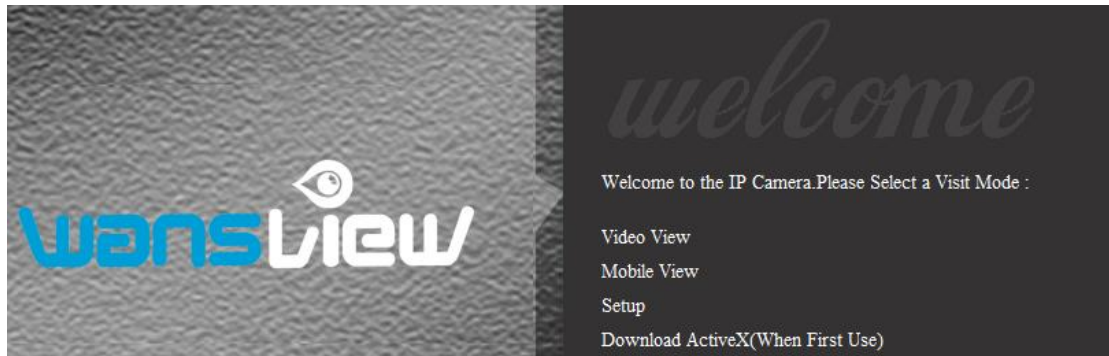 wansview
welcome
Welcome to the IP Camera.Please Select a Visit Mode :
Video View
Mobile View
Setup
Download ActiveX(When First Use)